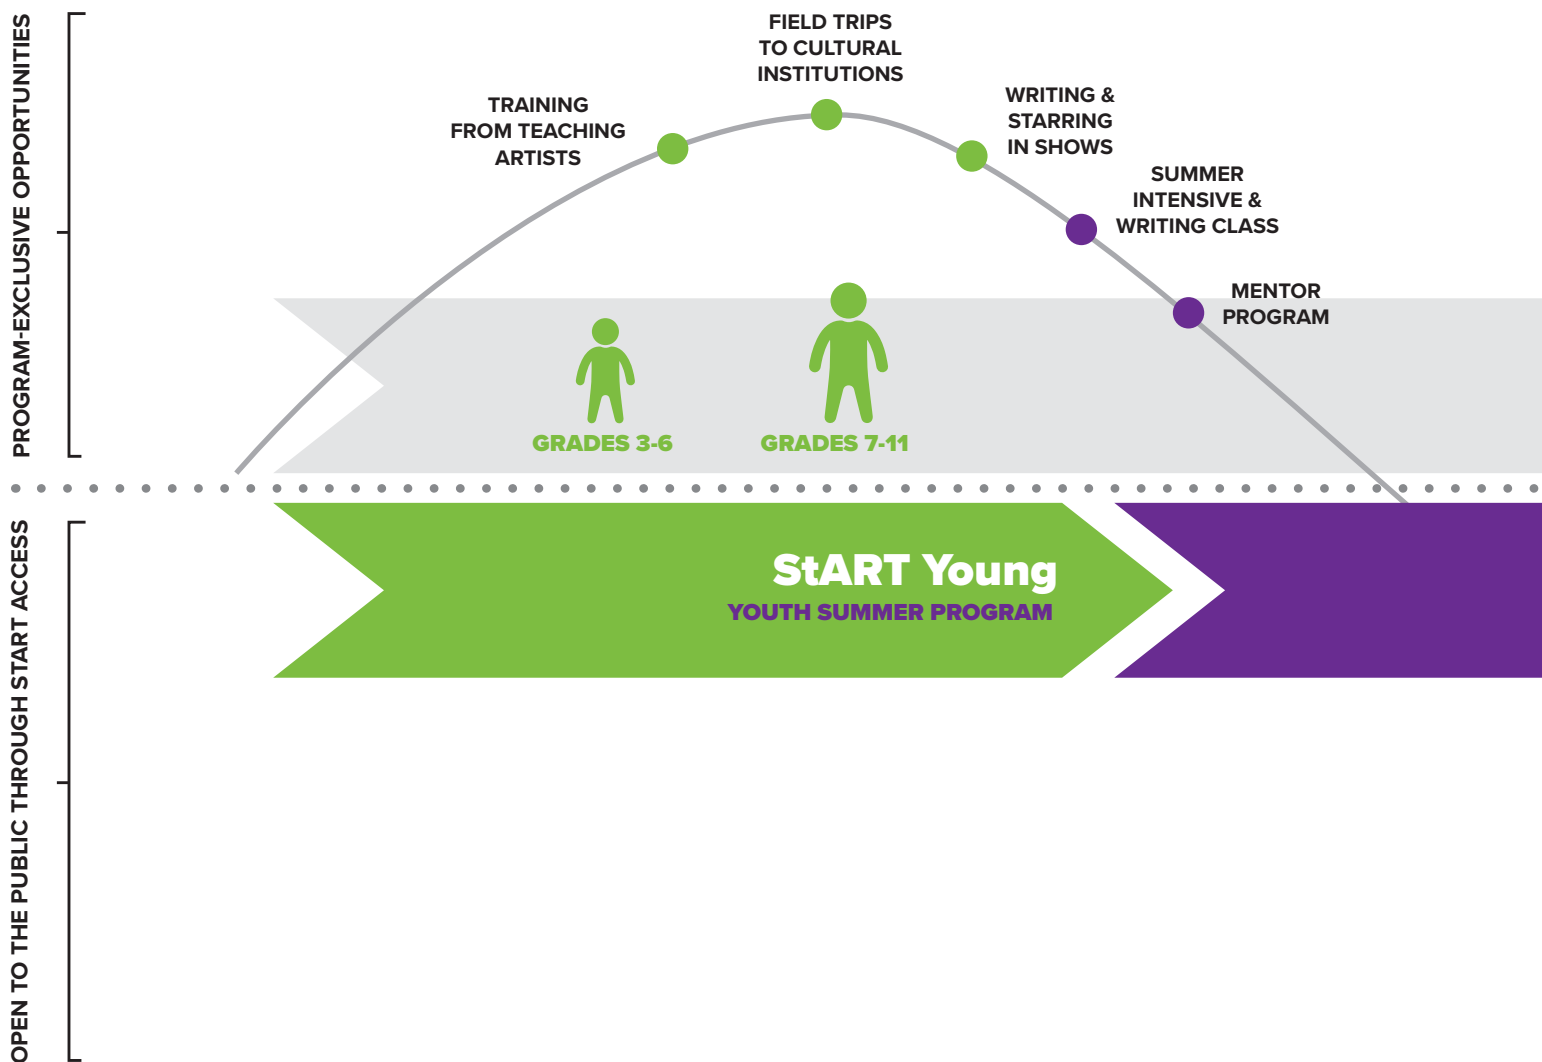 PROGRAM-EXCLUSIVE OPPORTUNITIES
FIELD TRIPS
TO CULTURAL
INSTITUTIONS
TRAINING
FROM TEACHING
ARTISTS
WRITING &
STARRING
IN SHOWS
SUMMER
INTENSIVE &
WRITING CLASS
MENTOR
PROGRAM
GRADES 3-6
GRADES 7-11
OPEN TO THE PUBLIC THROUGH START ACCESS
StART Young
YOUTH SUMMER PROGRAM